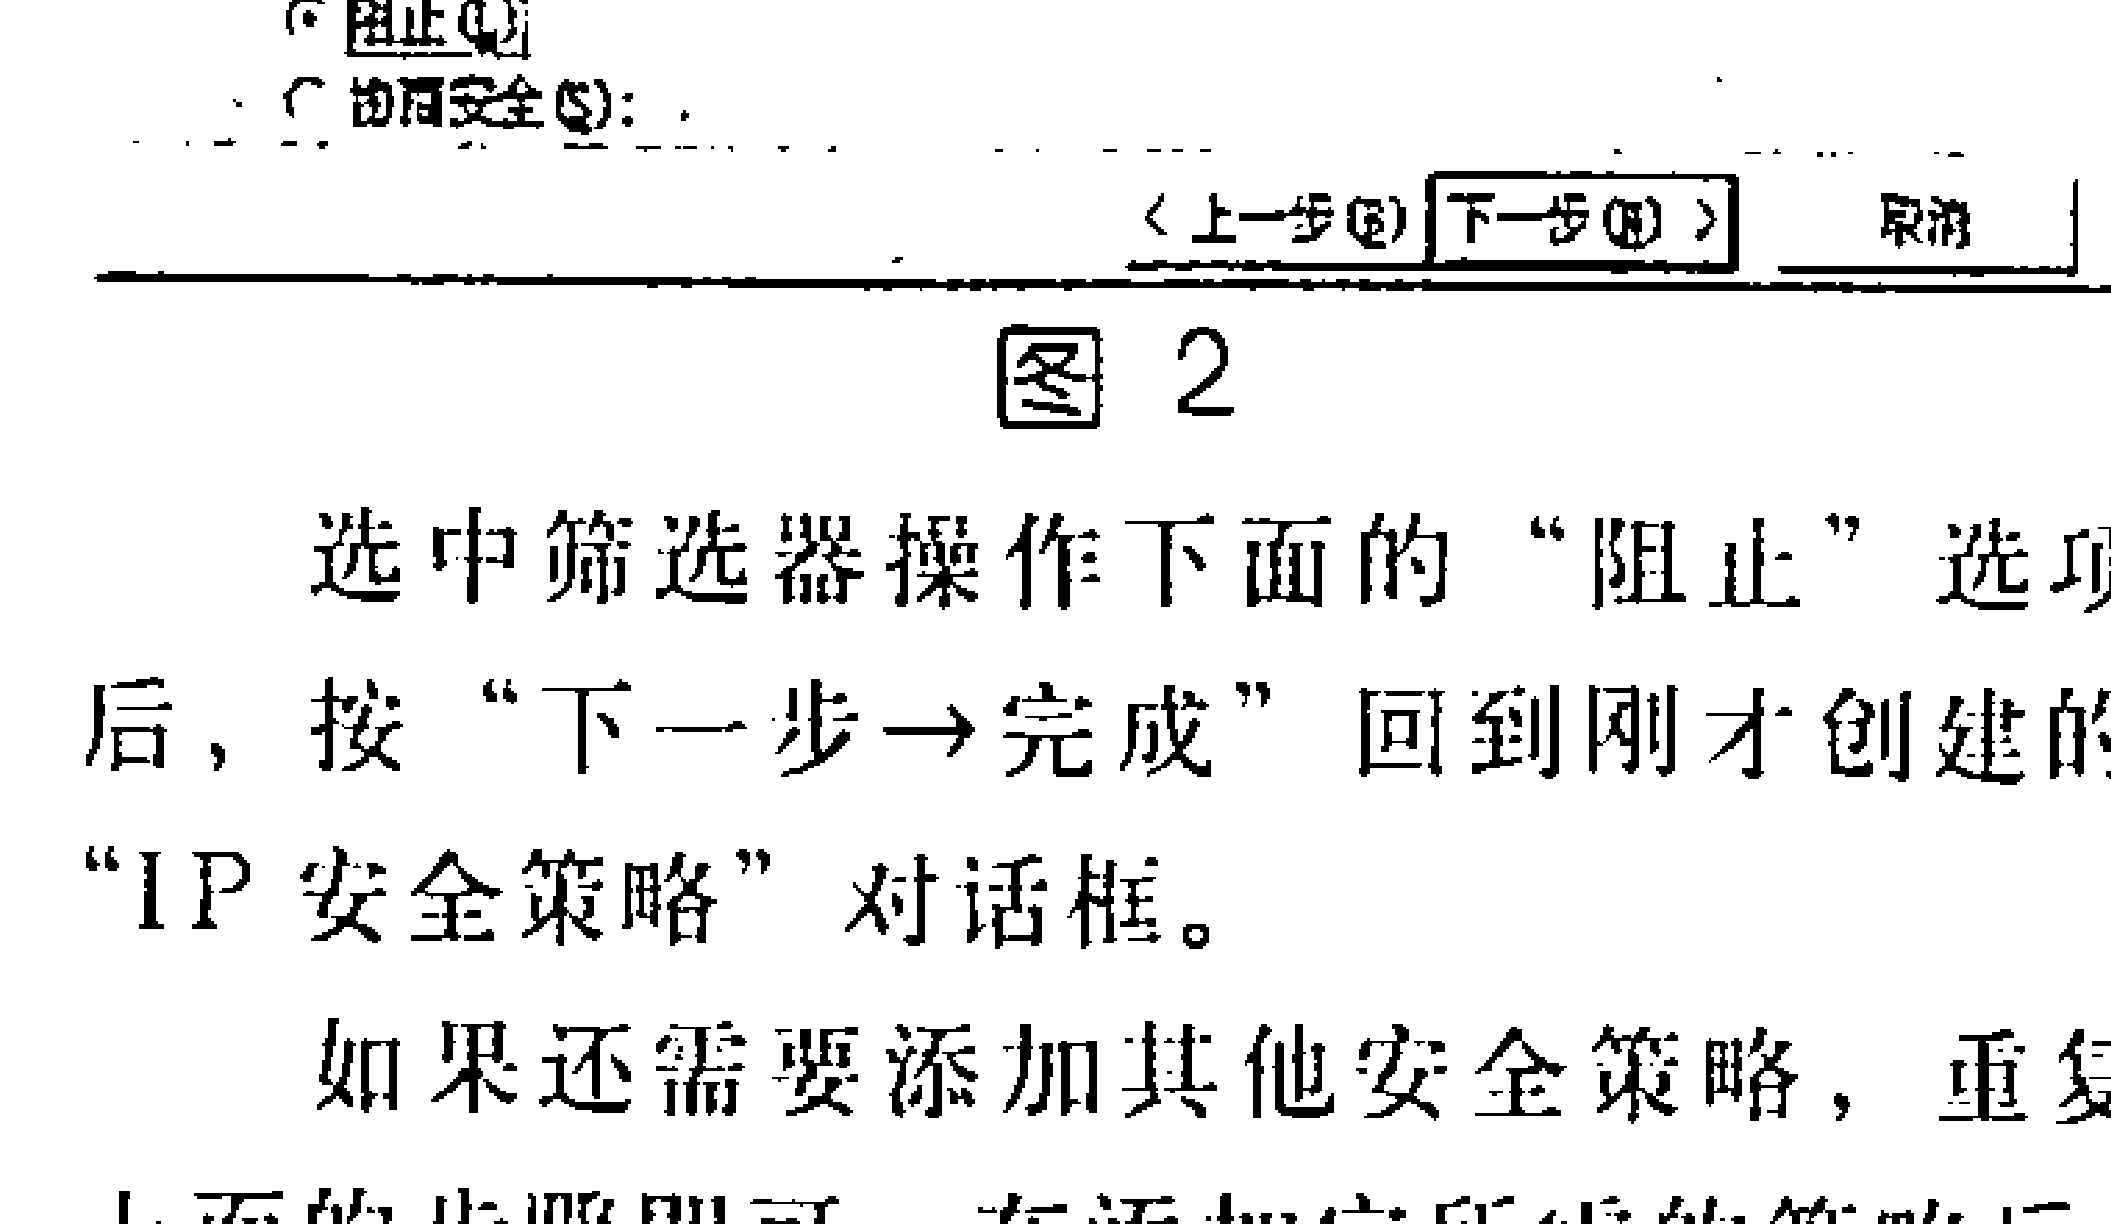 阻止(L)
协商安全(S):
< 上一步(B) 下一步(N) > 取消
图 2
选中筛选器操作下面的“阻止”选项
后，按“下一步→完成”回到刚才创建的
“IP 安全策略”对话框。
如果还需要添加其他安全策略，重复